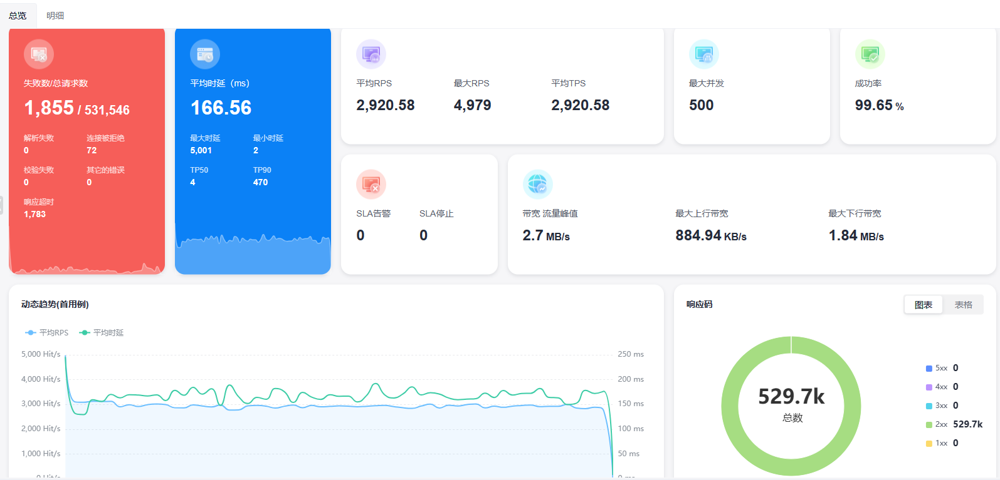 总览 明细
失败数/总请求数
1,855 / 531,546
解析失败 连接被拒绝
0 72
校验失败 其它的错误
0 0
响应超时
1,783
平均时延（ms）
166.56
最大时延 最小时延
5,001 2
TP50 TP90
4 470
平均RPS 最大RPS 平均TPS
2,920.58 4,979 2,920.58
最大并发
500
成功率
99.65 %
SLA告警 SLA停止
0 0
带宽 流量峰值 最大上行带宽 最大下行带宽
2.7 MB/s 884.94 KB/s 1.84 MB/s
动态趋势(首用例)
平均RPS 平均时延
5,000 Hit/s 250 ms
4,000 Hit/s 200 ms
3,000 Hit/s 150 ms
2,000 Hit/s 100 ms
1,000 Hit/s 50 ms
0 Hit/s 0 ms
响应码 图表 表格
529.7k
总数
5xx 0
4xx 0
3xx 0
2xx 529.7k
1xx 0